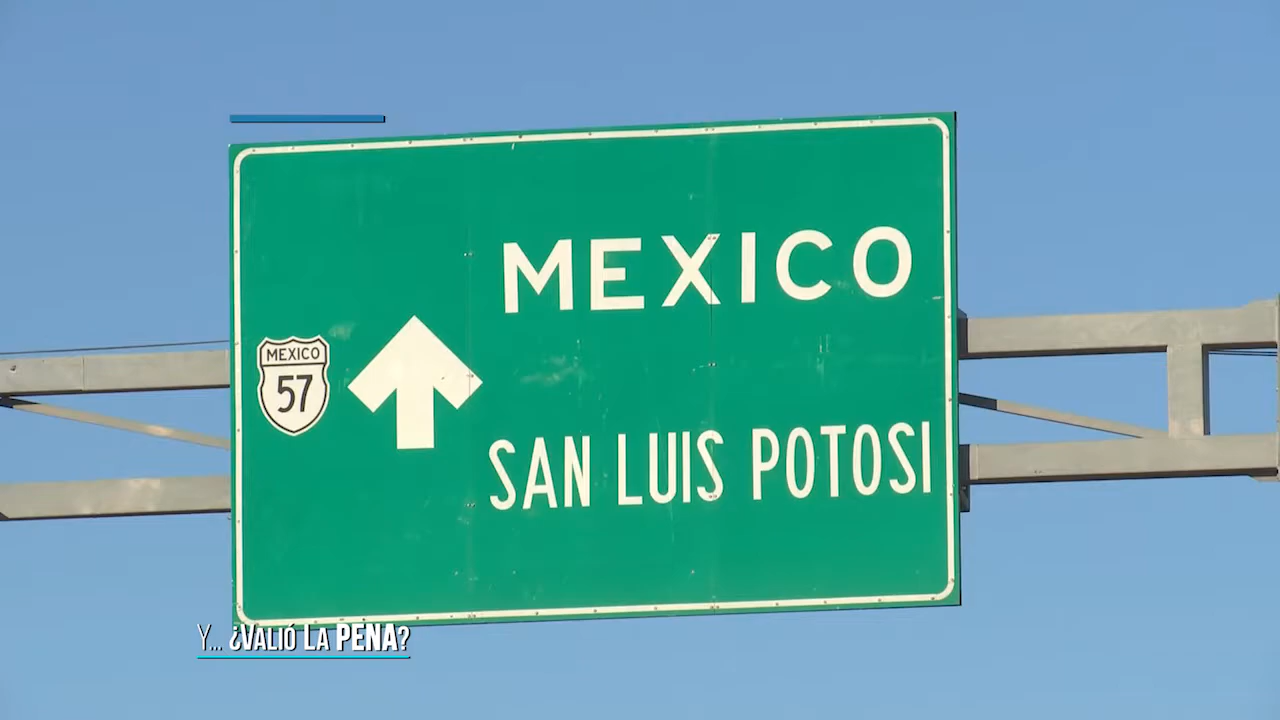 MEXICO
MEXICO
57
SAN LUIS POTOSI
Y... ¿VALIÓ LA PENA?